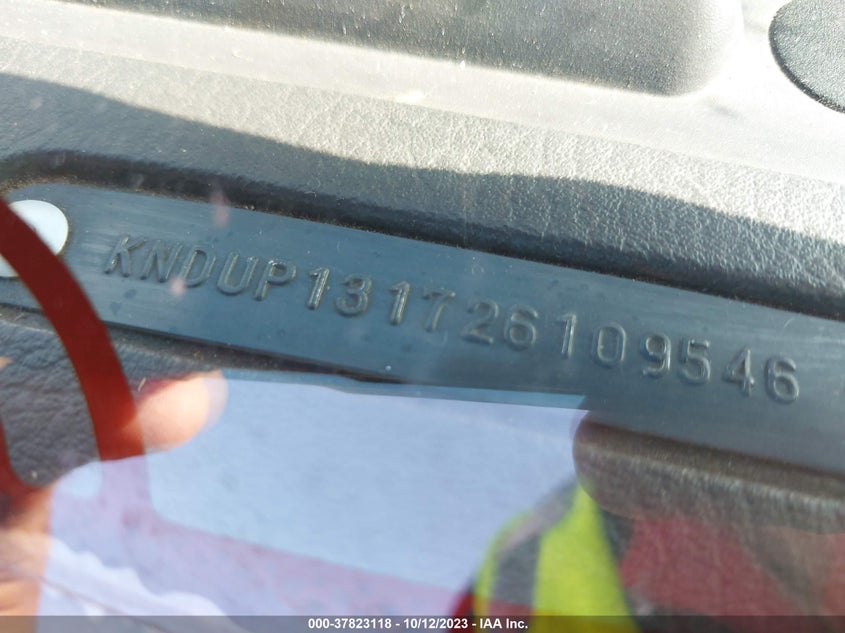 KNDUP131726109546
000-37823118 - 10/12/2023 - IAA Inc.